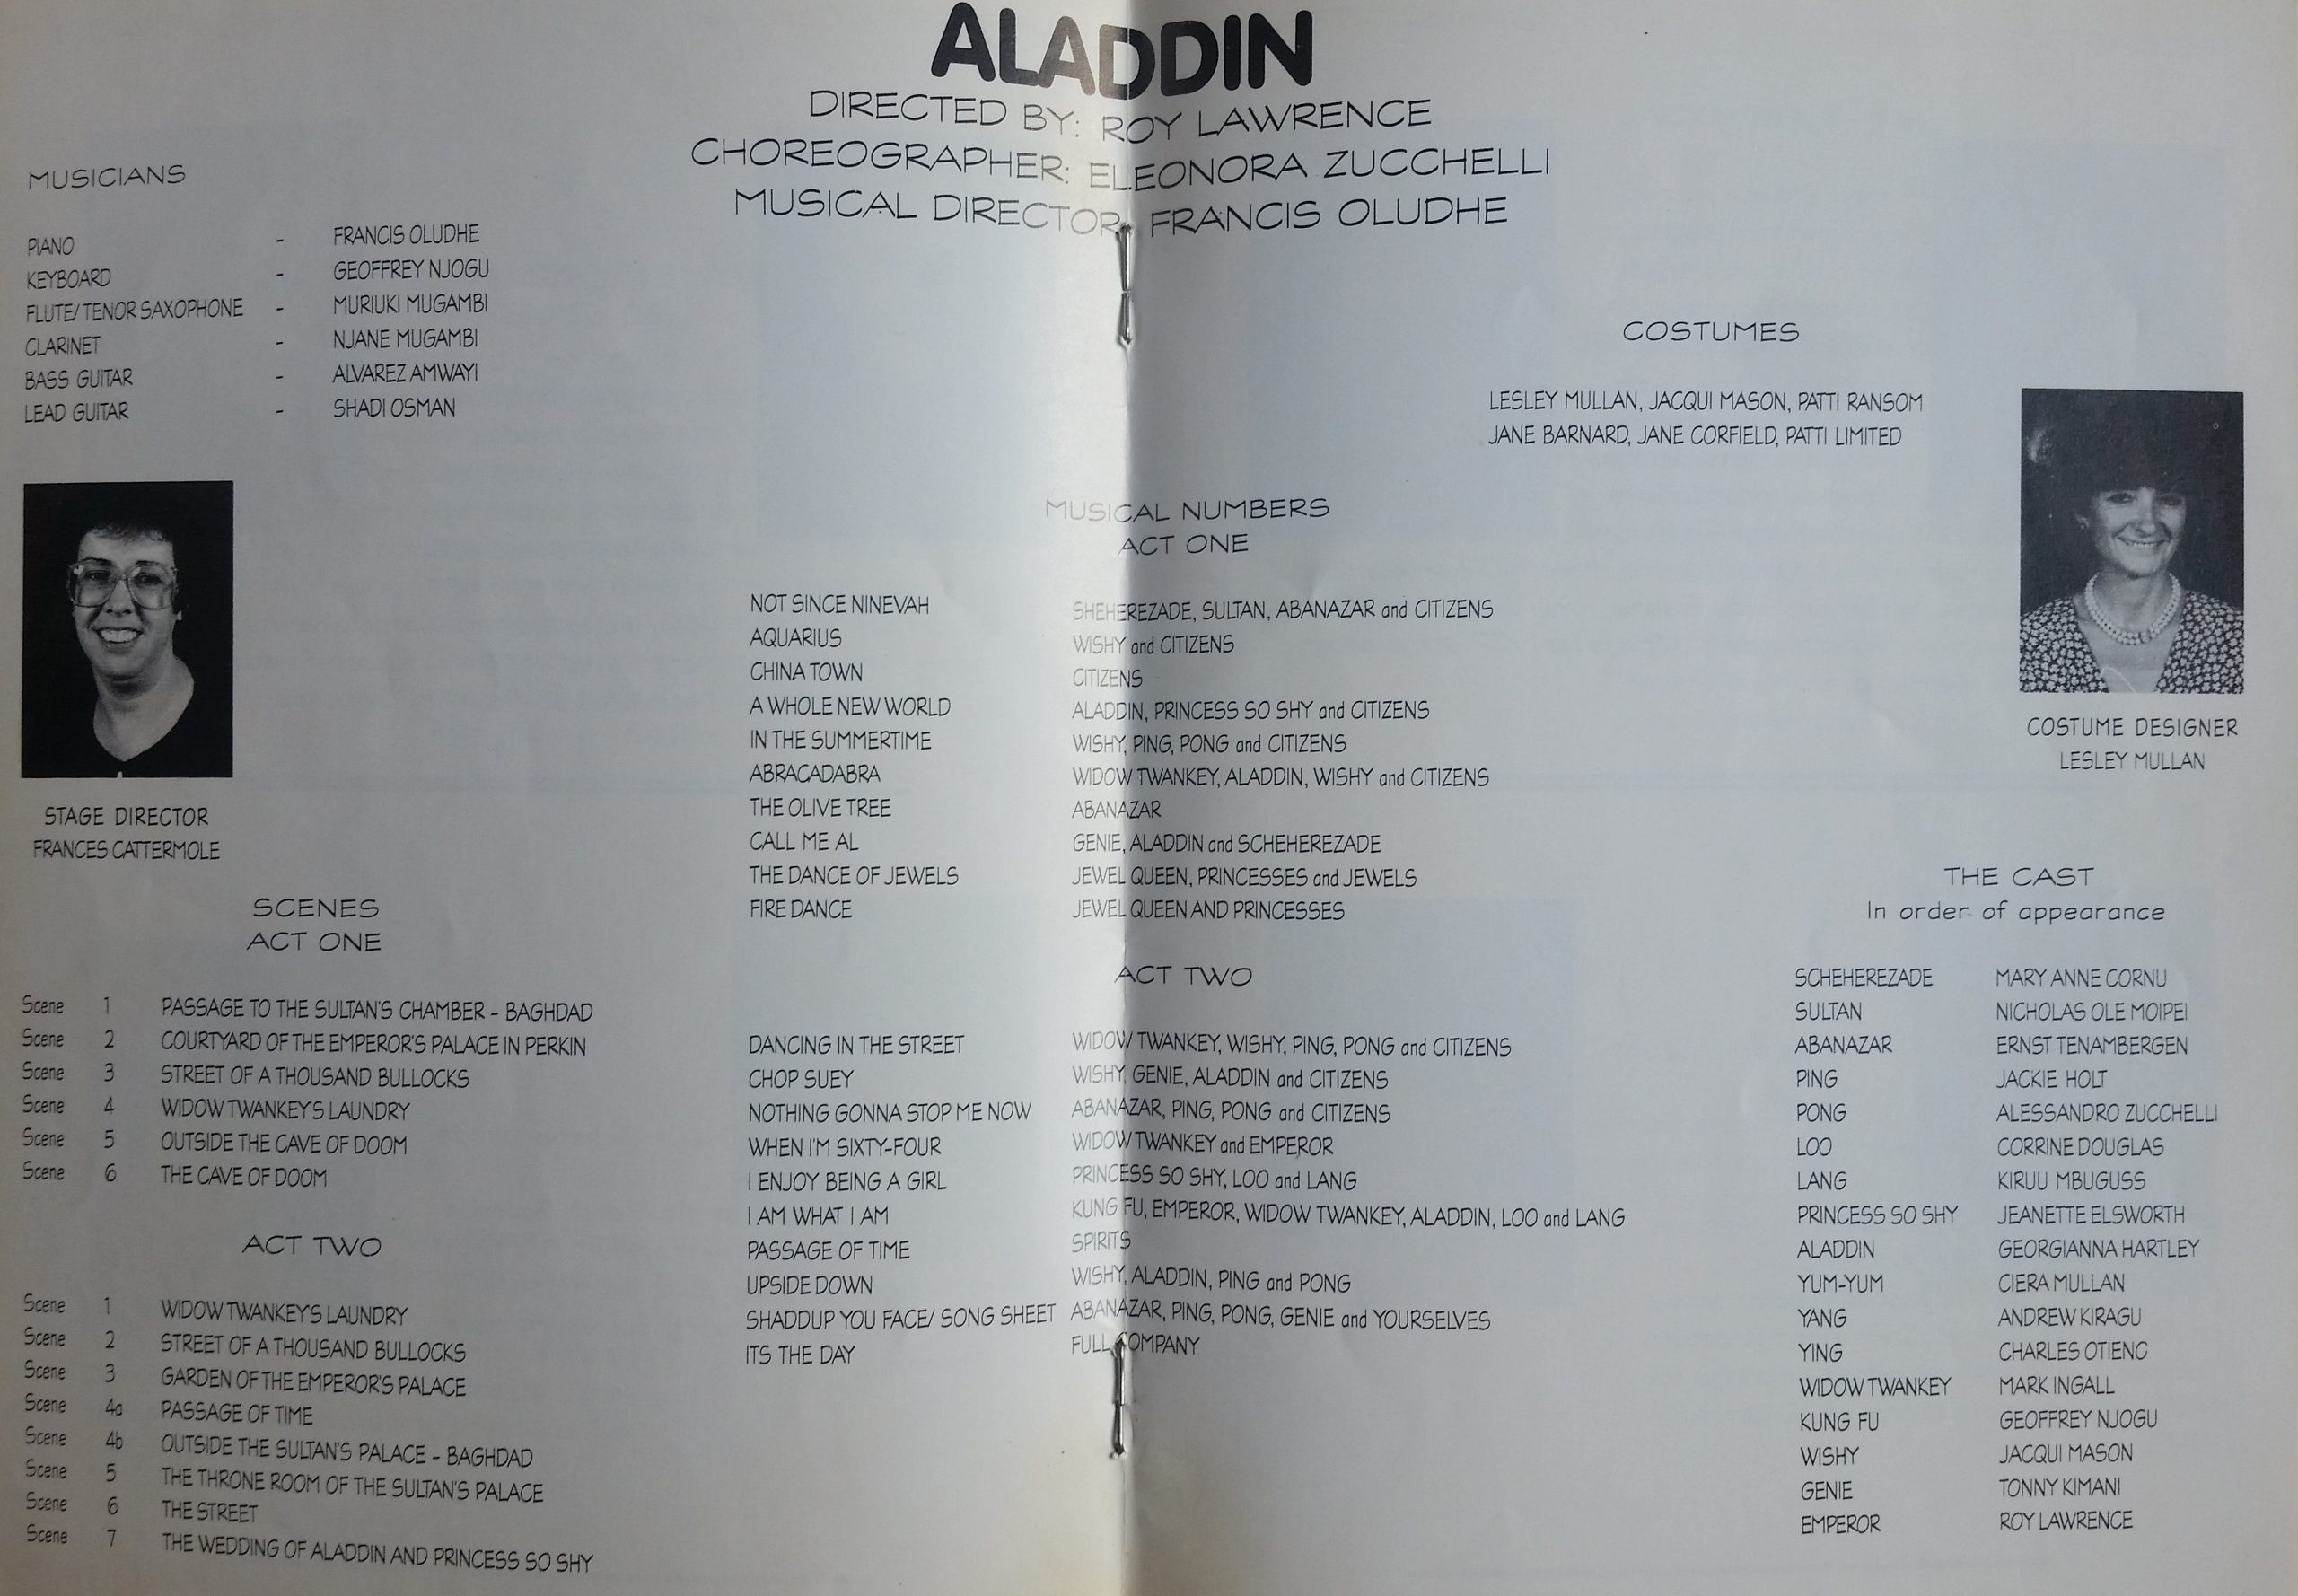 ALADDIN
DIRECTED BY: ROY LAWRENCE
CHOREOGRAPHER: ELEONORA ZUCCHELLI
MUSICAL DIRECTOR: FRANCIS OLUDHE
MUSICIANS
PIANO - FRANCIS OLUDHE
KEYBOARD - GEOFFREY NJOGU
FLUTE/ TENOR SAXOPHONE - MURIUKI MUGAMBI
CLARINET - NJANE MUGAMBI
BASS GUITAR - ALVAREZ AMWAYI
LEAD GUITAR - SHADI OSMAN
STAGE DIRECTOR
FRANCES CATTERMOLE
SCENES
ACT ONE
Scene 1 PASSAGE TO THE SULTAN'S CHAMBER - BAGHDAD
Scene 2 COURTYARD OF THE EMPEROR'S PALACE IN PERKIN
Scene 3 STREET OF A THOUSAND BULLOCKS
Scene 4 WIDOW TWANKEY'S LAUNDRY
Scene 5 OUTSIDE THE CAVE OF DOOM
Scene 6 THE CAVE OF DOOM
ACT TWO
Scene 1 WIDOW TWANKEY'S LAUNDRY
Scene 2 STREET OF A THOUSAND BULLOCKS
Scene 3 GARDEN OF THE EMPEROR'S PALACE
Scene 4a PASSAGE OF TIME
Scene 4b OUTSIDE THE SULTAN'S PALACE - BAGHDAD
Scene 5 THE THRONE ROOM OF THE SULTAN'S PALACE
Scene 6 THE STREET
Scene 7 THE WEDDING OF ALADDIN AND PRINCESS SO SHY
MUSICAL NUMBERS
ACT ONE
NOT SINCE NINEVAH SHEHEREZADE, SULTAN, ABANAZAR and CITIZENS
AQUARIUS WISHY and CITIZENS
CHINA TOWN CITIZENS
A WHOLE NEW WORLD ALADDIN, PRINCESS SO SHY and CITIZENS
IN THE SUMMERTIME WISHY, PING, PONG and CITIZENS
ABRACADABRA WIDOW TWANKEY, ALADDIN, WISHY and CITIZENS
THE OLIVE TREE ABANAZAR
CALL ME AL GENIE, ALADDIN and SCHEHEREZADE
THE DANCE OF JEWELS JEWEL QUEEN, PRINCESSES and JEWELS
FIRE DANCE JEWEL QUEEN AND PRINCESSES
ACT TWO
DANCING IN THE STREET WIDOW TWANKEY, WISHY, PING, PONG and CITIZENS
CHOP SUEY WISHY, GENIE, ALADDIN and CITIZENS
NOTHING GONNA STOP ME NOW ABANAZAR, PING, PONG and CITIZENS
WHEN I'M SIXTY-FOUR WIDOW TWANKEY and EMPEROR
I ENJOY BEING A GIRL PRINCESS SO SHY, LOO and LANG
I AM WHAT I AM KUNG FU, EMPEROR, WIDOW TWANKEY, ALADDIN, LOO and LANG
PASSAGE OF TIME SPIRITS
UPSIDE DOWN WISHY, ALADDIN, PING and PONG
SHADDUP YOU FACE/ SONG SHEET ABANAZAR, PING, PONG, GENIE and YOURSELVES
ITS THE DAY FULL COMPANY
COSTUMES
LESLEY MULLAN, JACQUI MASON, PATTI RANSOM
JANE BARNARD, JANE CORFIELD, PATTI LIMITED
COSTUME DESIGNER
LESLEY MULLAN
THE CAST
In order of appearance
SCHEHEREZADE MARY ANNE CORNU
SULTAN NICHOLAS OLE MOIPEI
ABANAZAR ERNST TENAMBERGEN
PING JACKIE HOLT
PONG ALESSANDRO ZUCCHELLI
LOO CORRINE DOUGLAS
LANG KIRUU MBUGUSS
PRINCESS SO SHY JEANETTE ELSWORTH
ALADDIN GEORGIANNA HARTLEY
YUM-YUM CIERA MULLAN
YANG ANDREW KIRAGU
YING CHARLES OTIENO
WIDOW TWANKEY MARK INGALL
KUNG FU GEOFFREY NJOGU
WISHY JACQUI MASON
GENIE TONNY KIMANI
EMPEROR ROY LAWRENCE